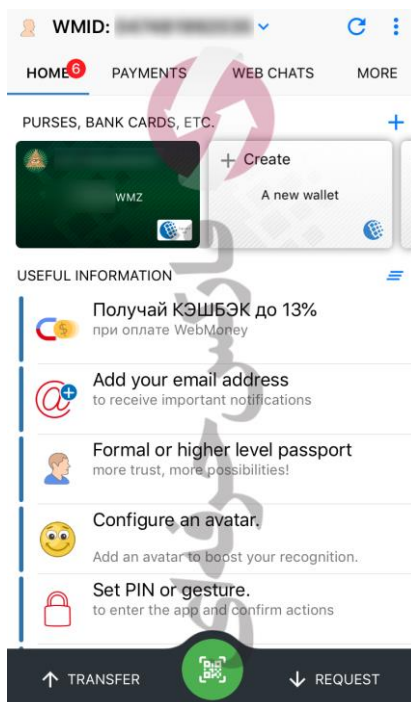 WMID:
HOME 6 PAYMENTS WEB CHATS MORE
PURSES, BANK CARDS, ETC.
WMZ
+ Create
A new wallet
USEFUL INFORMATION
Получай КЭШБЭК до 13%
при оплате WebMoney
Add your email address
to receive important notifications
Formal or higher level passport
more trust, more possibilities!
Configure an avatar.
Add an avatar to boost your recognition.
Set PIN or gesture.
to enter the app and confirm actions
TRANSFER
REQUEST